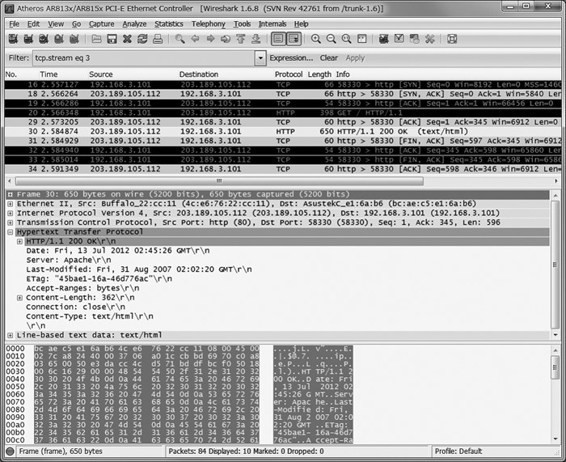 Atheros AR813x/AR815x PCI-E Ethernet Controller [Wireshark 1.6.8 (SVN Rev 42761 from /trunk-1.6)]
File Edit View Go Capture Analyze Statistics Telephony Tools Internals Help
Filter: tcp.stream eq 3 Expression... Clear Apply
No. Time Source Destination Protocol Length Info
16 2.557127 192.168.3.101 203.189.105.112 TCP 66 58330 > http [SYN] Seq=0 Win=8192 Len=0 MSS=1460
18 2.566264 203.189.105.112 192.168.3.101 TCP 60 http > 58330 [SYN, ACK] Seq=0 Ack=1 Win=5840 Len
19 2.566286 192.168.3.101 203.189.105.112 TCP 54 58330 > http [ACK] Seq=1 Ack=1 Win=66456 Len=0
20 2.566348 192.168.3.101 203.189.105.112 HTTP 398 GET / HTTP/1.1
29 2.573205 203.189.105.112 192.168.3.101 TCP 60 http > 58330 [ACK] Seq=1 Ack=345 Win=6912 Len=0
30 2.584874 203.189.105.112 192.168.3.101 HTTP 650 HTTP/1.1 200 OK (text/html)
31 2.584929 203.189.105.112 192.168.3.101 TCP 60 http > 58330 [FIN, ACK] Seq=597 Ack=345 Win=6912
32 2.584940 192.168.3.101 203.189.105.112 TCP 54 58330 > http [ACK] Seq=345 Ack=598 Win=65860 Len
33 2.585014 192.168.3.101 203.189.105.112 TCP 54 58330 > http [FIN, ACK] Seq=345 Ack=598 Win=6586
34 2.591349 203.189.105.112 192.168.3.101 TCP 60 http > 58330 [ACK] Seq=598 Ack=346 Win=6912 Len=
Frame 30: 650 bytes on wire (5200 bits), 650 bytes captured (5200 bits)
Ethernet II, Src: Buffalo_22:cc:11 (4c:e6:76:22:cc:11), Dst: AsustekC_e1:6a:b6 (bc:ae:c5:e1:6a:b6)
Internet Protocol Version 4, Src: 203.189.105.112 (203.189.105.112), Dst: 192.168.3.101 (192.168.3.101)
Transmission Control Protocol, Src Port: http (80), Dst Port: 58330 (58330), Seq: 1, Ack: 345, Len: 596
Hypertext Transfer Protocol
HTTP/1.1 200 OK\r\n
Date: Fri, 13 Jul 2012 02:45:26 GMT\r\n
Server: Apache\r\n
Last-Modified: Fri, 31 Aug 2007 02:02:20 GMT\r\n
ETag: "45bae1-16a-46d776ac"\r\n
Accept-Ranges: bytes\r\n
Content-Length: 362\r\n
Connection: close\r\n
Content-Type: text/html\r\n
\r\n
Line-based text data: text/html
0000 bc ae c5 e1 6a b6 4c e6 76 22 cc 11 08 00 45 00
0010 02 7c a8 24 40 00 37 06 a0 1c cb bd 69 70 c0 a8
0020 03 65 00 50 e3 da cc 4c d5 71 bd df bc f0 50 18
0030 00 6c 16 29 00 00 48 54 54 50 2f 31 2e 31 20 32
0040 30 30 20 4f 4b 0d 0a 44 61 74 65 3a 20 46 72 69
0050 2c 20 31 33 20 4a 75 6c 20 32 30 31 32 20 30 32
0060 3a 34 35 3a 32 36 20 47 4d 54 0d 0a 53 65 72 76
0070 65 72 3a 20 41 70 61 63 68 65 0d 0a 4c 61 73 74
0080 2d 4d 6f 64 69 66 69 65 64 3a 20 46 72 69 2c 20
0090 33 31 20 41 75 67 20 32 30 30 37 20 30 32 3a 30
00a0 32 3a 32 30 20 47 4d 54 0d 0a 45 54 61 67 3a 20
00b0 22 34 35 62 61 65 31 2d 31 36 61 2d 34 36 64 37
00c0 37 36 61 63 22 0d 0a 41 63 63 65 70 74 2d 52 61
Frame (frame), 650 bytes Packets: 84 Displayed: 10 Marked: 0 Dropped: 0 Profile: Default